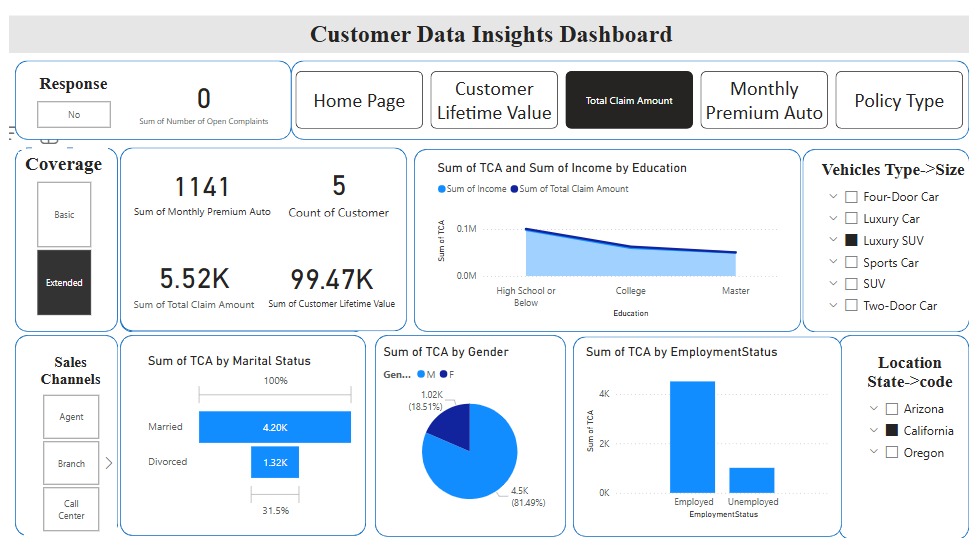 Customer Data Insights Dashboard
Response
No
0
Sum of Number of Open Complaints
Home Page
Customer
Lifetime Value
Total Claim Amount
Monthly
Premium Auto
Policy Type
Coverage
Basic
Extended
1141
Sum of Monthly Premium Auto
5
Count of Customer
5.52K
Sum of Total Claim Amount
99.47K
Sum of Customer Lifetime Value
Sum of TCA and Sum of Income by Education
Sum of Income Sum of Total Claim Amount
Sum of TCA
0.1M
0.0M
High School or
Below
College
Master
Education
Vehicles Type->Size
Four-Door Car
Luxury Car
Luxury SUV
Sports Car
SUV
Two-Door Car
Sales
Channels
Agent
Branch
Call
Center
Sum of TCA by Marital Status
100%
Married
4.20K
Divorced
1.32K
31.5%
Sum of TCA by Gender
Gen... M F
1.02K
(18.51%)
4.5K
(81.49%)
Sum of TCA by EmploymentStatus
Sum of TCA
4K
2K
0K
Employed
Unemployed
EmploymentStatus
Location
State->code
Arizona
California
Oregon